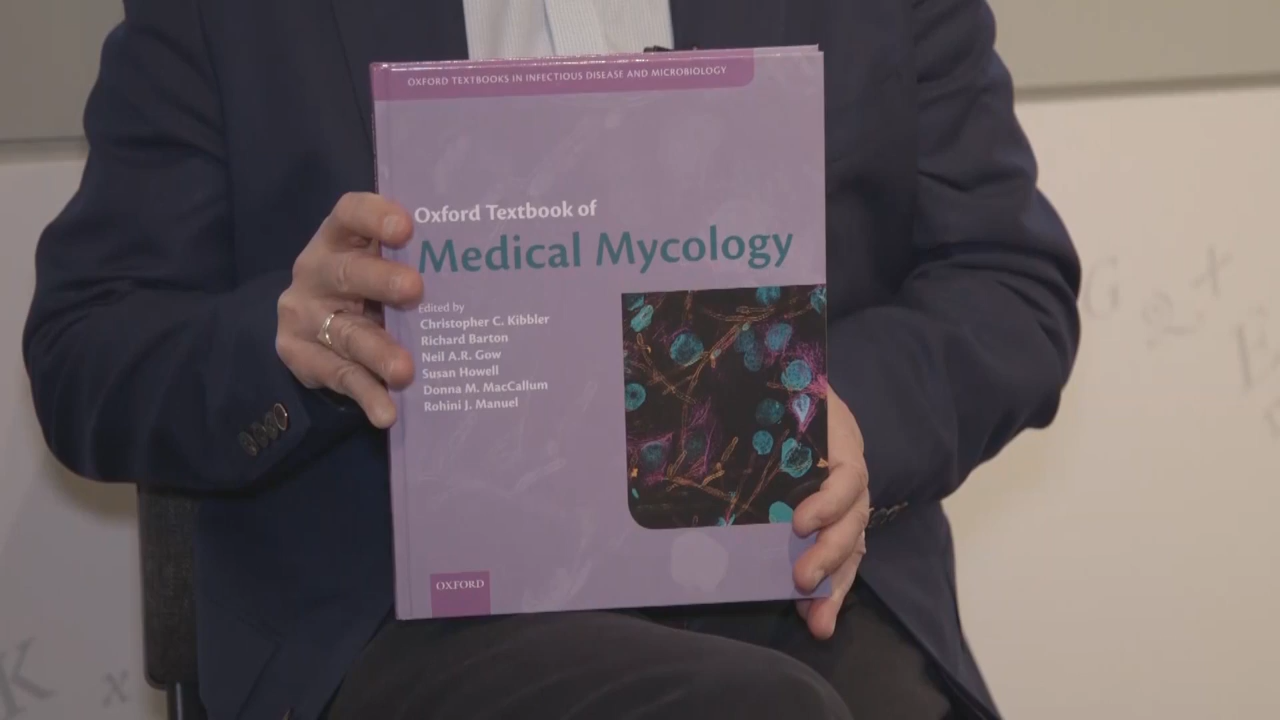 OXFORD TEXTBOOKS IN INFECTIOUS DISEASE AND MICROBIOLOGY
Oxford Textbook of
Medical Mycology
Edited by
Christopher C. Kibbler
Richard Barton
Neil A.R. Gow
Susan Howell
Donna M. MacCallum
Rohini J. Manuel
OXFORD
G
x
K
x